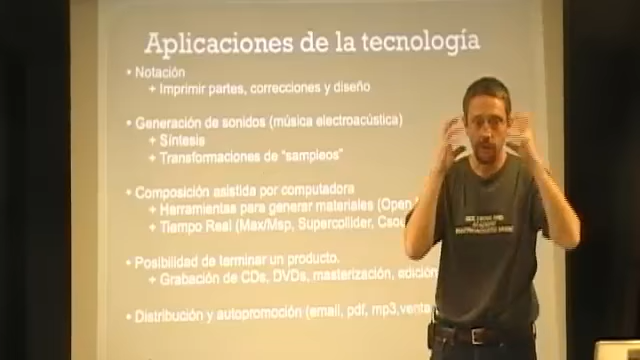 Aplicaciones de la tecnología
• Notación
+ Imprimir partes, correcciones y diseño
• Generación de sonidos (música electroacústica)
+ Síntesis
+ Transformaciones de "sampleos"
• Composición asistida por computadora
+ Herramientas para generar materiales (Open
+ Tiempo Real (Max/Msp, Supercollider, Csou
• Posibilidad de terminar un producto.
+ Grabación de CDs, DVDs, masterización, edición
• Distribución y autopromoción (email, pdf, mp3,venta